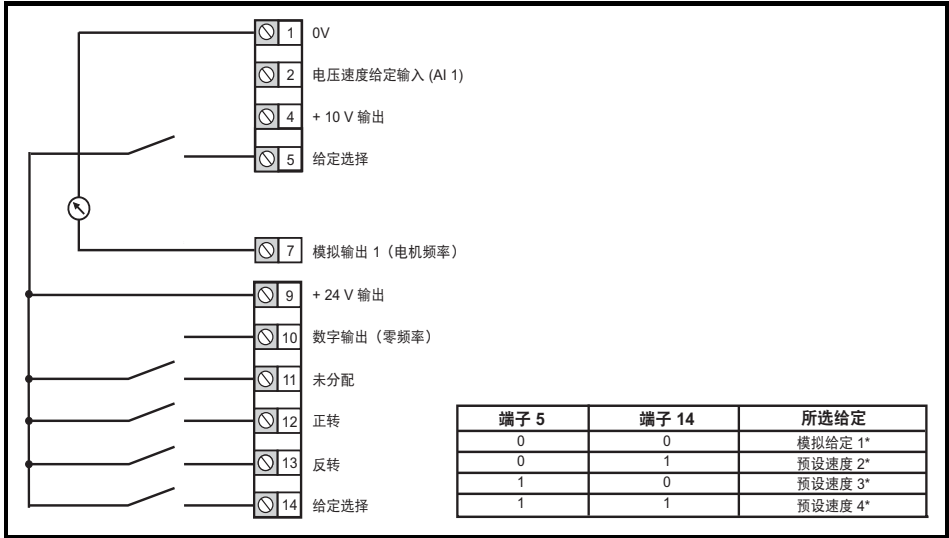 1 0V
2 电压速度给定输入 (AI 1)
4 + 10 V 输出
5 给定选择
7 模拟输出 1（电机频率）
9 + 24 V 输出
10 数字输出（零频率）
11 未分配
12 正转
13 反转
14 给定选择
端子 5 端子 14 所选给定
0 0 模拟给定 1*
0 1 预设速度 2*
1 0 预设速度 3*
1 1 预设速度 4*